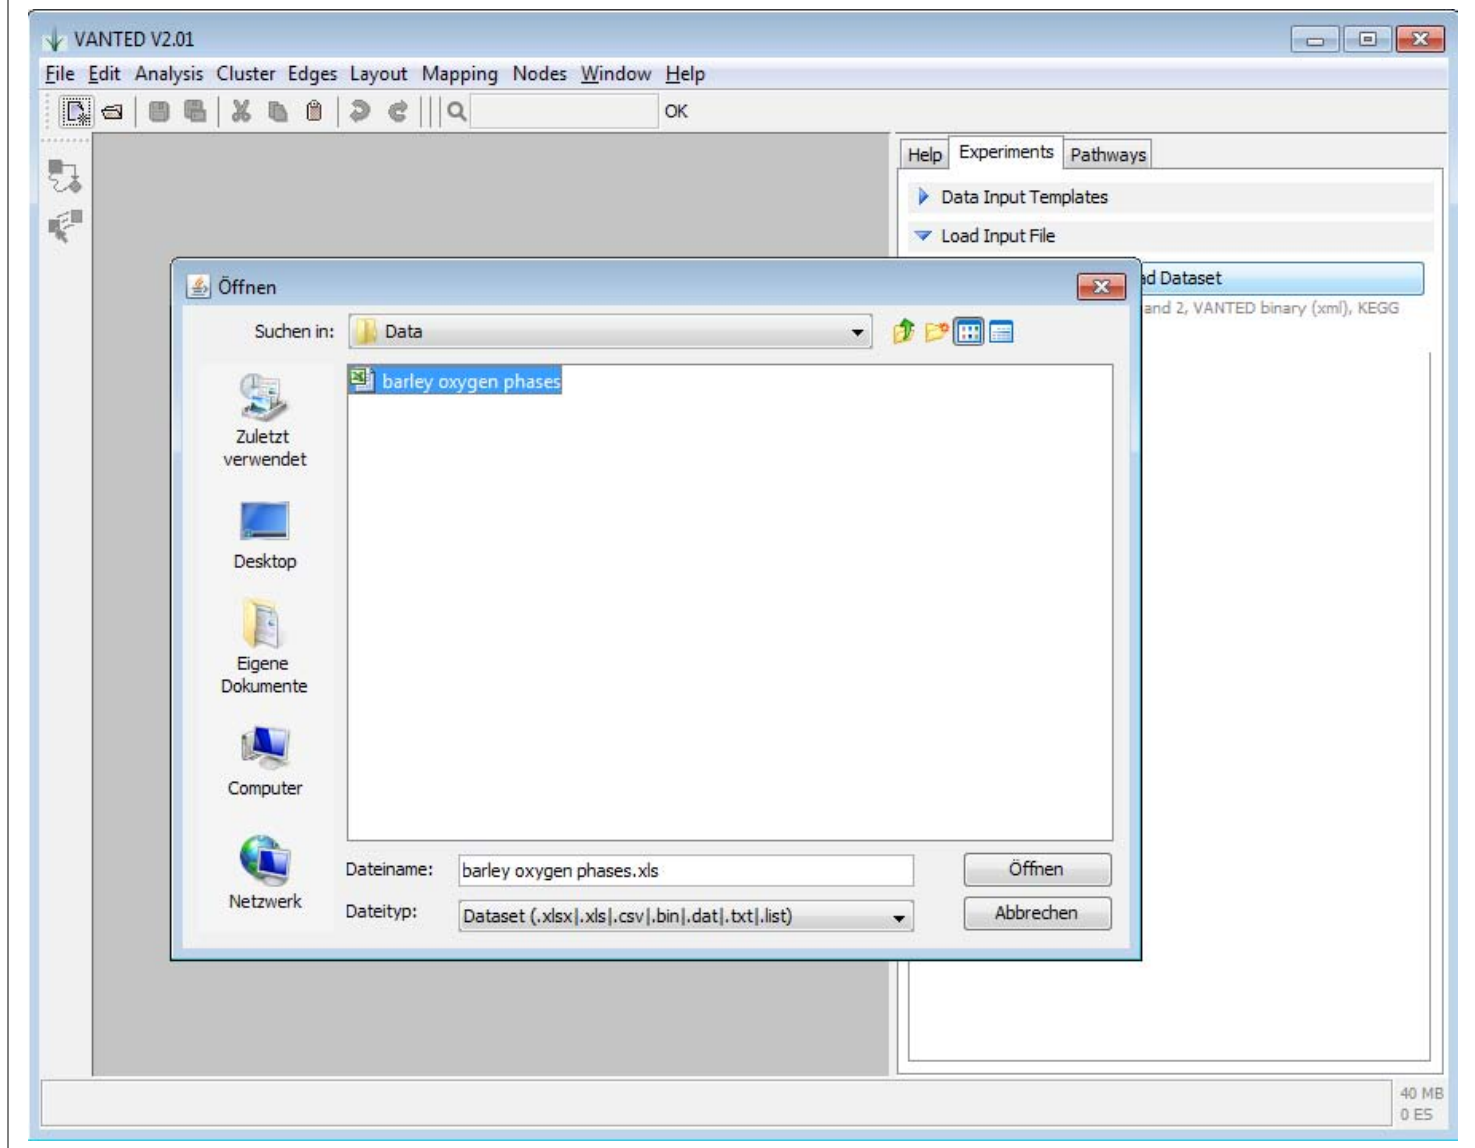 VANTED V2.01
File Edit Analysis Cluster Edges Layout Mapping Nodes Window Help
OK
Help Experiments Pathways
Data Input Templates
Load Input File
Dataset
and 2, VANTED binary (xml), KEGG
Öffnen
Suchen in: Data
barley oxygen phases
Zuletzt
verwendet
Desktop
Eigene
Dokumente
Computer
Netzwerk
Dateiname: barley oxygen phases.xls Öffnen
Dateityp: Dataset (.xlsx|.xls|.csv|.bin|.dat|.txt|.list) Abbrechen
40 MB
0 ES